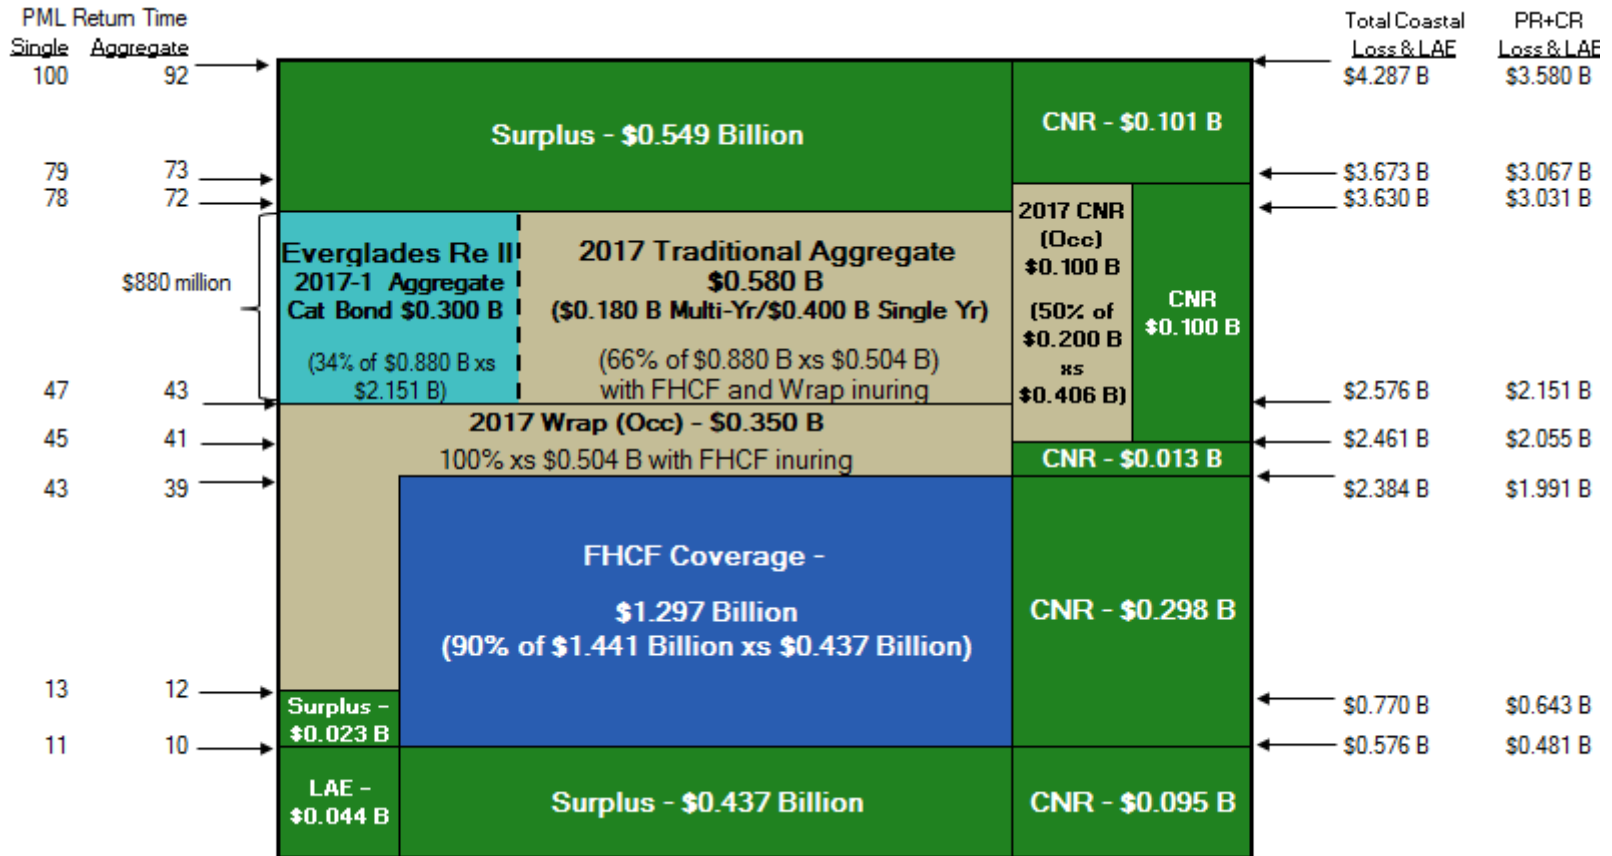 PML Return Time
Single Aggregate
Total Coastal PR+CR
Loss & LAE Loss & LAE
100 92
$4.287 B $3.580 B
Surplus - $0.549 Billion
CNR - $0.101 B
79 73
$3.673 B $3.067 B
78 72
$3.630 B $3.031 B
$880 million
Everglades Re II
2017-1 Aggregate
Cat Bond $0.300 B
(34% of $0.880 B xs
$2.151 B)
2017 Traditional Aggregate
$0.580 B
($0.180 B Multi-Yr/$0.400 B Single Yr)
(66% of $0.880 B xs $0.504 B)
with FHCF and Wrap inuring
2017 CNR
(Occ)
$0.100 B
(50% of
$0.200 B
xs
$0.406 B)
CNR
$0.100 B
47 43
$2.576 B $2.151 B
2017 Wrap (Occ) - $0.350 B
100% xs $0.504 B with FHCF inuring
45 41
$2.461 B $2.055 B
CNR - $0.013 B
43 39
$2.384 B $1.991 B
FHCF Coverage -
$1.297 Billion
(90% of $1.441 Billion xs $0.437 Billion)
CNR - $0.298 B
13 12
$0.770 B $0.643 B
Surplus -
$0.023 B
11 10
$0.576 B $0.481 B
LAE -
$0.044 B
Surplus - $0.437 Billion
CNR - $0.095 B